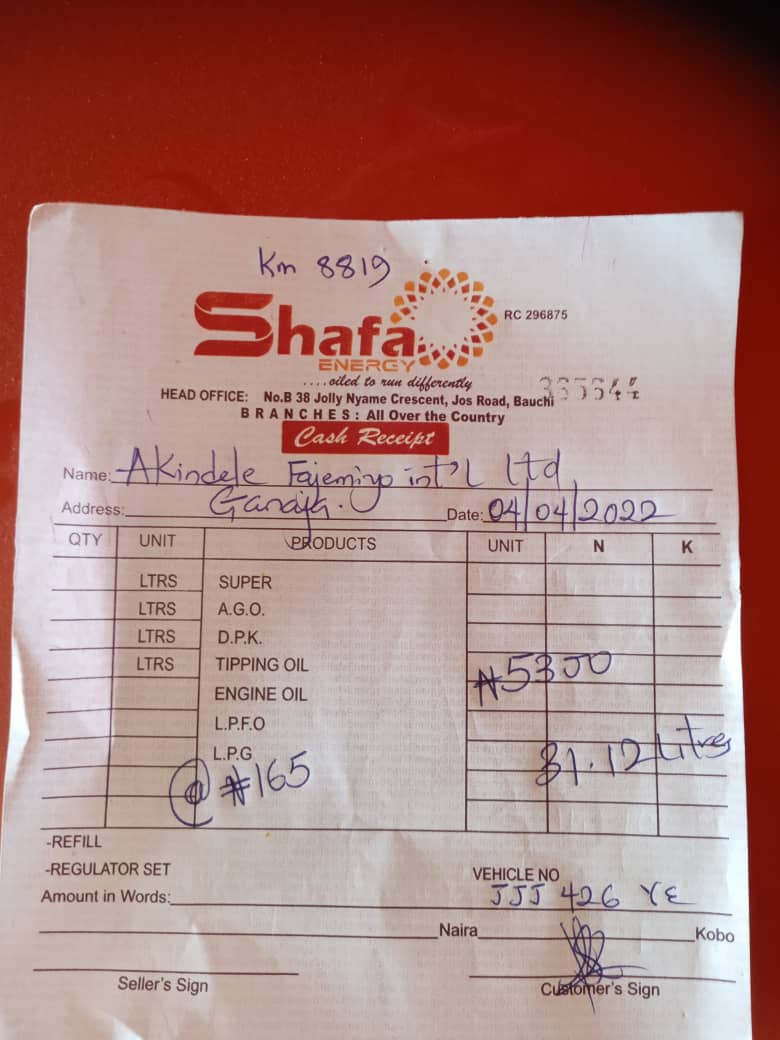 Km 8819
Shafa
ENERGY
RC 296875
....oiled to run differently
HEAD OFFICE: No.B 38 Jolly Nyame Crescent, Jos Road, Bauchi
BRANCHES: All Over the Country
Cash Receipt
Name: Akindele Fajemiyo int'l Ltd
Address: Ganaja. Date: 04/04/2022
QTY UNIT PRODUCTS UNIT N K
LTRS SUPER
LTRS A.G.O.
LTRS D.P.K.
LTRS TIPPING OIL ₦5350
ENGINE OIL
L.P.F.O
L.P.G 31.12 Litres
@ ₦165
-REFILL
-REGULATOR SET VEHICLE NO
JJJ 426 YE
Amount in Words:
Naira Kobo
Seller's Sign Customer's Sign